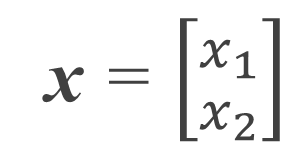 x = [x₁
x₂]